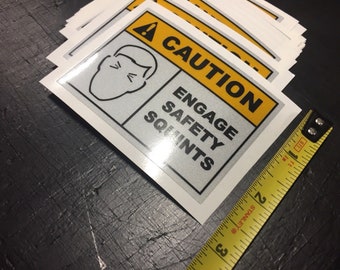 CAUTION
ENGAGE
SAFETY
SQUINTS
1
2
3